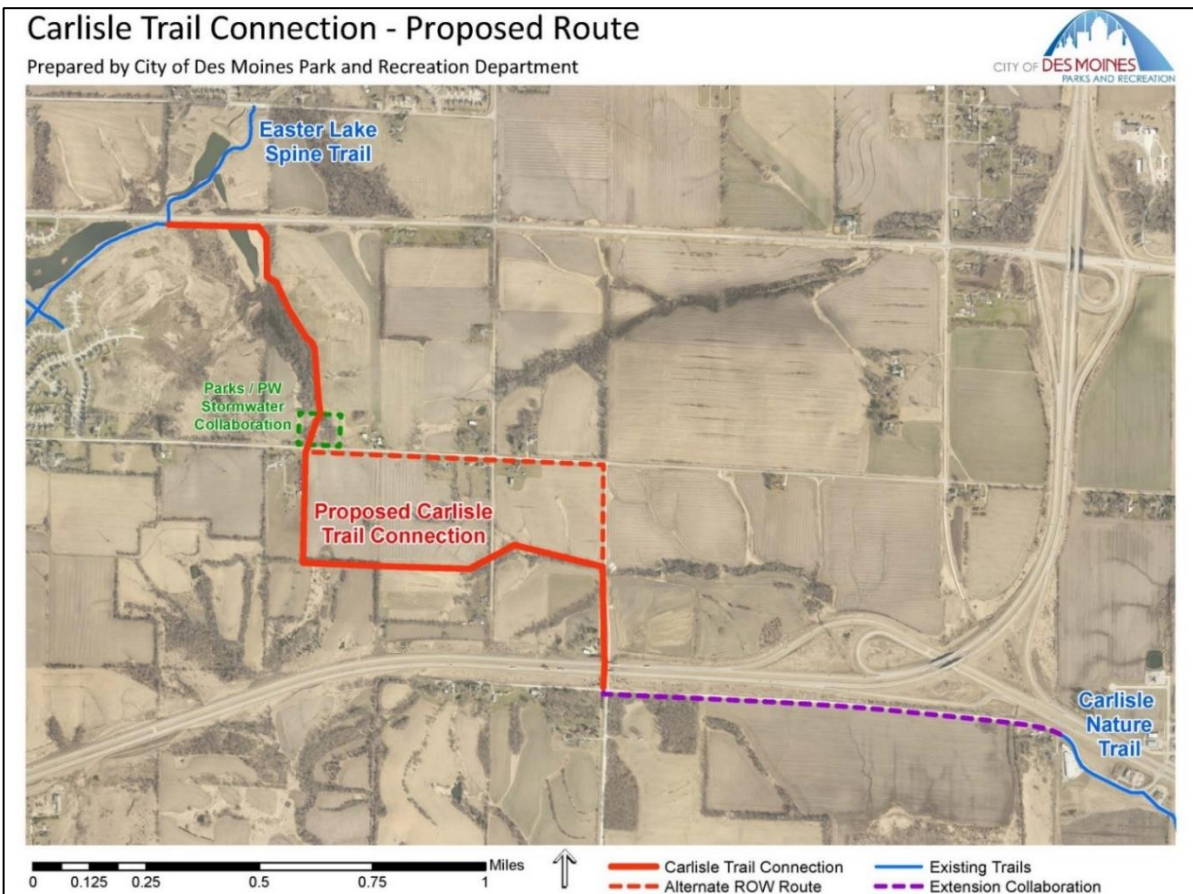 Carlisle Trail Connection - Proposed Route
Prepared by City of Des Moines Park and Recreation Department
CITY OF DES MOINES
PARKS AND RECREATION
Easter Lake
Spine Trail
Parks / PW
Stormwater
Collaboration
Proposed Carlisle
Trail Connection
Carlisle
Nature
Trail
Miles
0 0.125 0.25 0.5 0.75 1
Carlisle Trail Connection
Alternate ROW Route
Existing Trails
Extension Collaboration